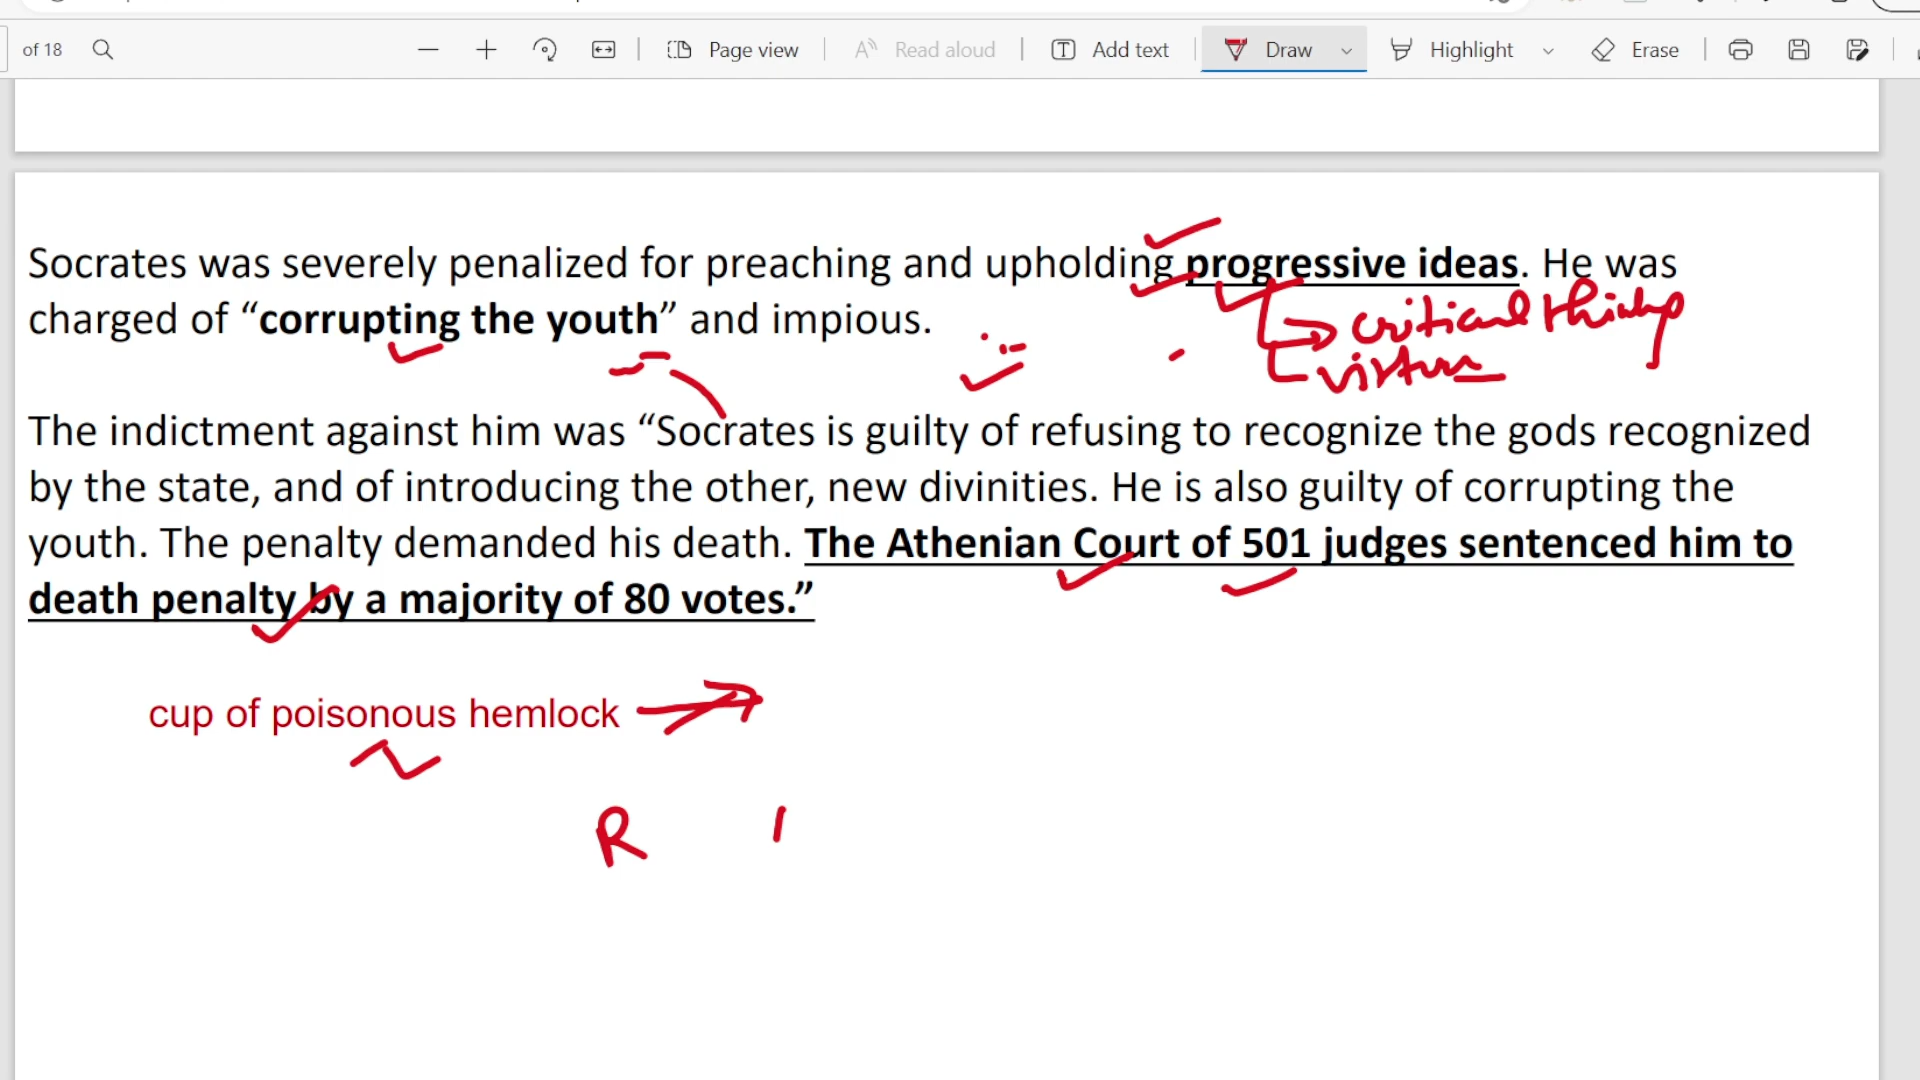 of 18 Page view Read aloud Add text Draw Highlight Erase
Socrates was severely penalized for preaching and upholding progressive ideas. He was
charged of “corrupting the youth” and impious.
critical thinkg
virtue
The indictment against him was “Socrates is guilty of refusing to recognize the gods recognized
by the state, and of introducing the other, new divinities. He is also guilty of corrupting the
youth. The penalty demanded his death. The Athenian Court of 501 judges sentenced him to
death penalty by a majority of 80 votes.”
cup of poisonous hemlock
R